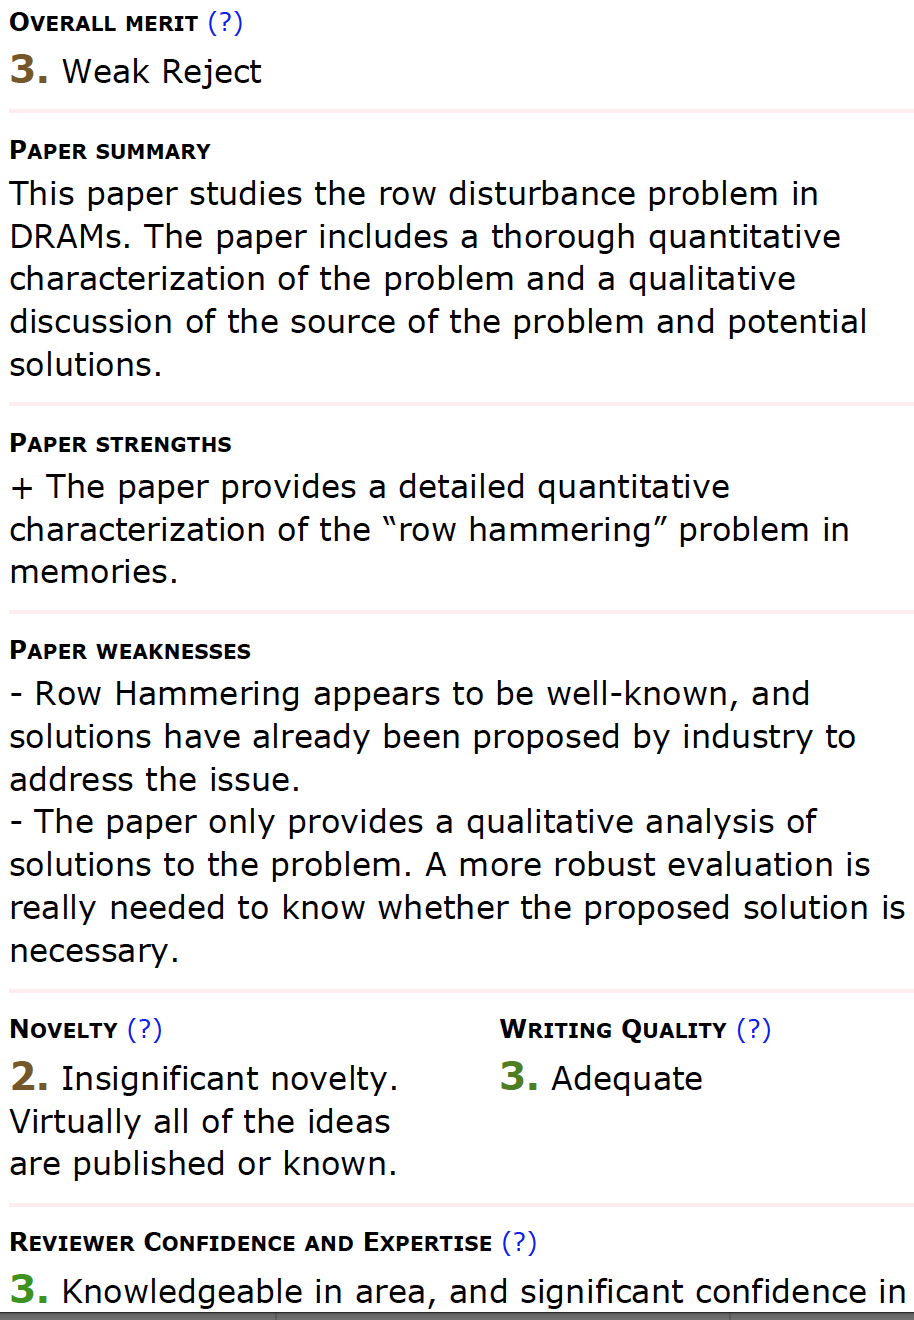 OVERALL MERIT (?)
3. Weak Reject
PAPER SUMMARY
This paper studies the row disturbance problem in
DRAMs. The paper includes a thorough quantitative
characterization of the problem and a qualitative
discussion of the source of the problem and potential
solutions.
PAPER STRENGTHS
+ The paper provides a detailed quantitative
characterization of the “row hammering” problem in
memories.
PAPER WEAKNESSES
- Row Hammering appears to be well-known, and
solutions have already been proposed by industry to
address the issue.
- The paper only provides a qualitative analysis of
solutions to the problem. A more robust evaluation is
really needed to know whether the proposed solution is
necessary.
NOVELTY (?)
2. Insignificant novelty.
Virtually all of the ideas
are published or known.
WRITING QUALITY (?)
3. Adequate
REVIEWER CONFIDENCE AND EXPERTISE (?)
3. Knowledgeable in area, and significant confidence in